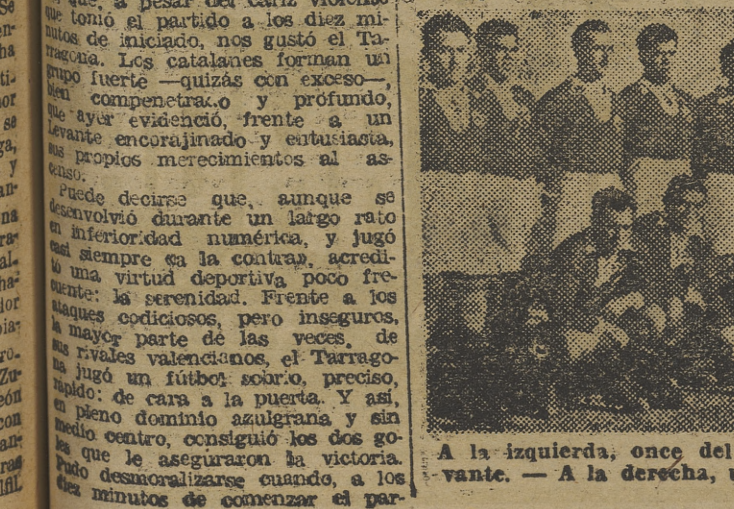 que, a pesar del cariz violento
que tomó el partido a los diez mi-
nutos de iniciado, nos gustó el Ta-
rragona. Los catalanes forman un
grupo fuerte —quizás con exceso—,
bien compenetrado y profundo,
que ayer evidenció, frente a un
Levante encorajinado y entusiasta,
sus propios merecimientos al as-
censo.
Puede decirse que, aunque se
desenvolvió durante un largo rato
en inferioridad numérica, y jugó
casi siempre «a la contra», acredi-
tó una virtud deportiva poco fre-
cuente: la serenidad. Frente a los
ataques codiciosos, pero inseguros,
la mayor parte de las veces, de
sus rivales valencianos, el Tarrago-
na jugó un fútbol sobrio, preciso,
rápido: de cara a la puerta. Y así,
en pleno dominio azulgrana y sin
medio centro, consiguió los dos go-
les que le aseguraron la victoria.
Pudo desmoralizarse cuando, a los
diez minutos de comenzar el par-
A la izquierda, once del
vante. — A la derecha, u